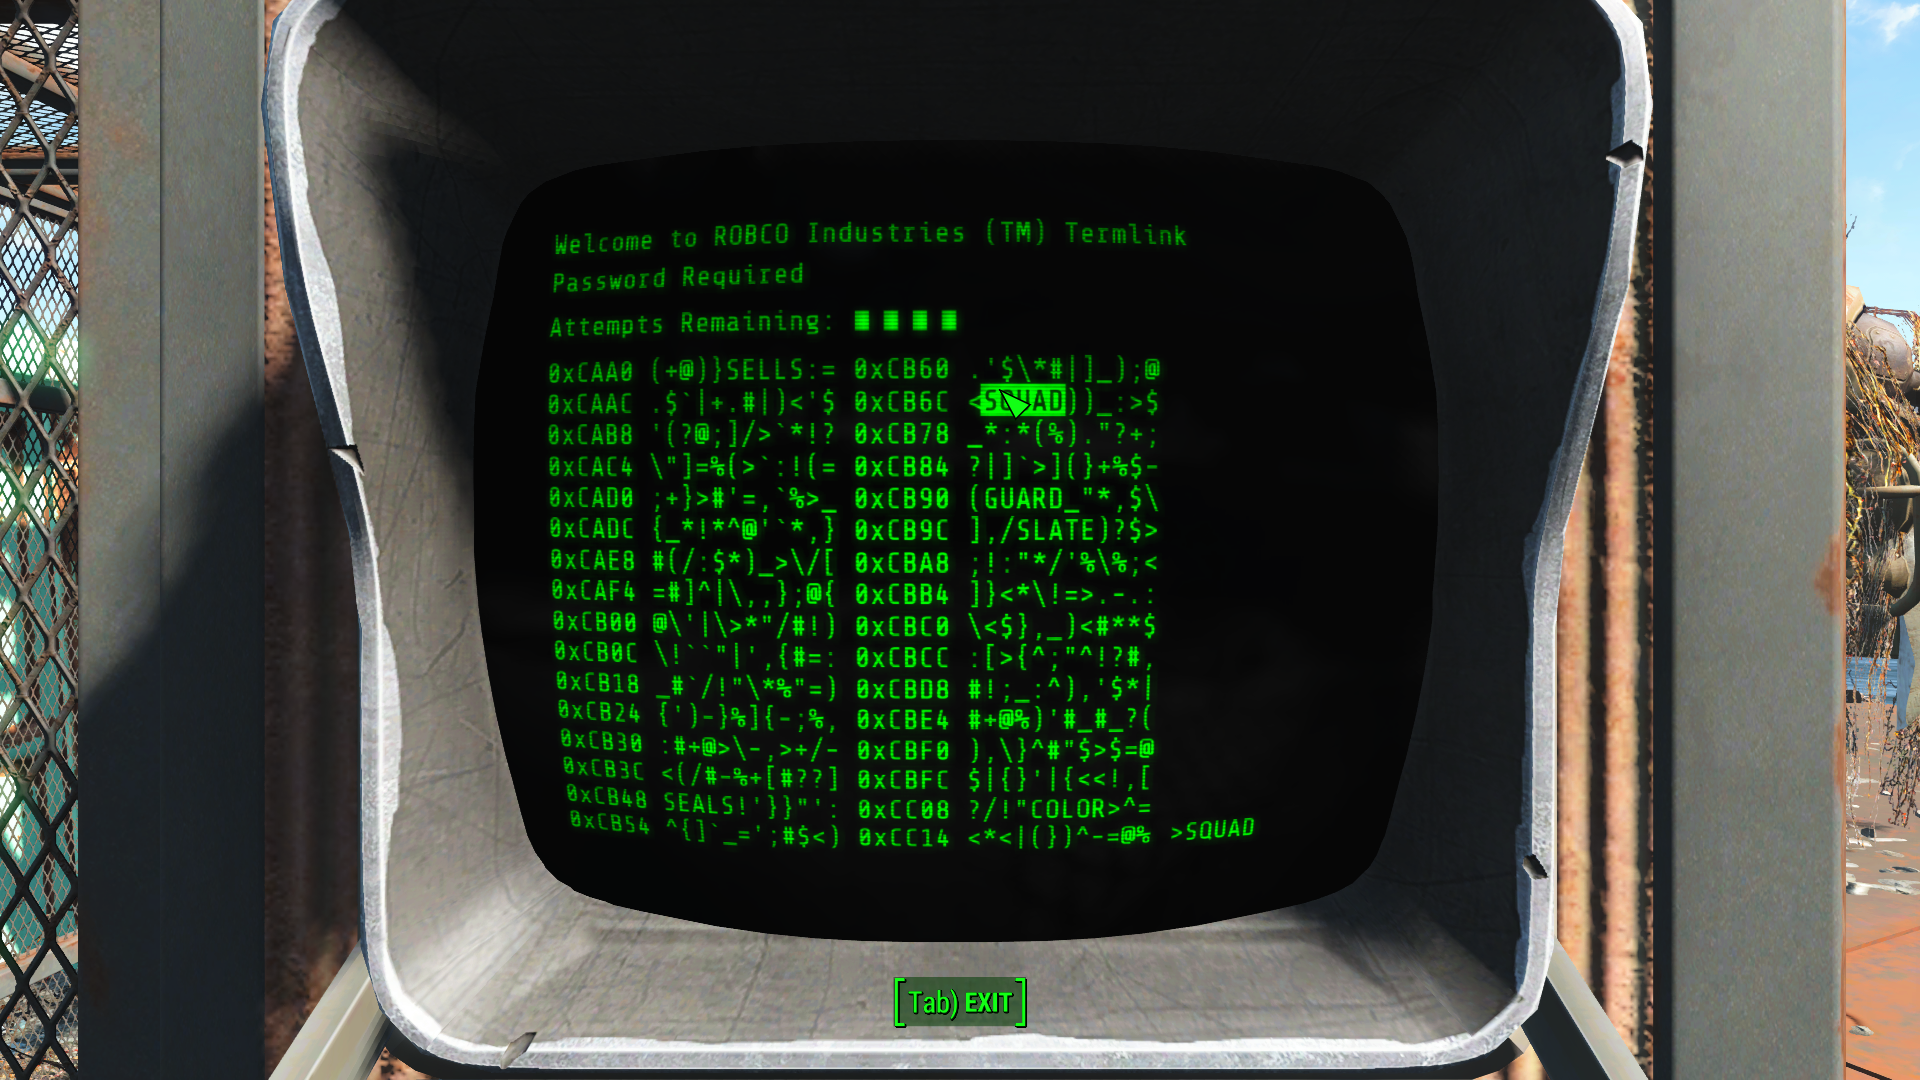 Welcome to ROBCO Industries (TM) Termlink
Password Required
Attempts Remaining:
0xCAA0 (+@)}SELLS:= 0xCB60 .'$\*#|]_);@
0xCAAC .$`|+.#|)<'$ 0xCB6C <SQUAD))_:>$
0xCAB8 '(?@;]/>`*!? 0xCB78 _*:*(%)."?+;
0xCAC4 \"]=%(>`:!(= 0xCB84 ?|]`>](}+%$-
0xCAD0 ;+}>#'=,`%>_ 0xCB90 (GUARD_"*,$\
0xCADC {_*!*^@'`*,} 0xCB9C ],/SLATE)?$>
0xCAE8 #(/:$*)_>\/[ 0xCBA8 ;!:"*/'%\%;<
0xCAF4 =#]^|\,,};@{ 0xCBB4 ]}<*\!=>.-.:
0xCB00 @\'|\>*"/#!) 0xCBC0 \<$},_)<#**$
0xCB0C \!``"|',{#=: 0xCBCC :[>{^;"^!?#,
0xCB18 _#`/!"\*%"=) 0xCBD8 #!;_:^),'$*|
0xCB24 {')-}%]{-;%, 0xCBE4 #+@%)'#_#_?(
0xCB30 :#+@>\-,>+/- 0xCBF0 ),\}^#"$>$=@
0xCB3C <(/#-%+[#??] 0xCBFC $|{}'|{<<!,[
0xCB48 SEALS!'}}"': 0xCC08 ?/!"COLOR>^=
0xCB54 ^{]`_=';#$<) 0xCC14 <*<|(})^-=@% >SQUAD
Tab) EXIT